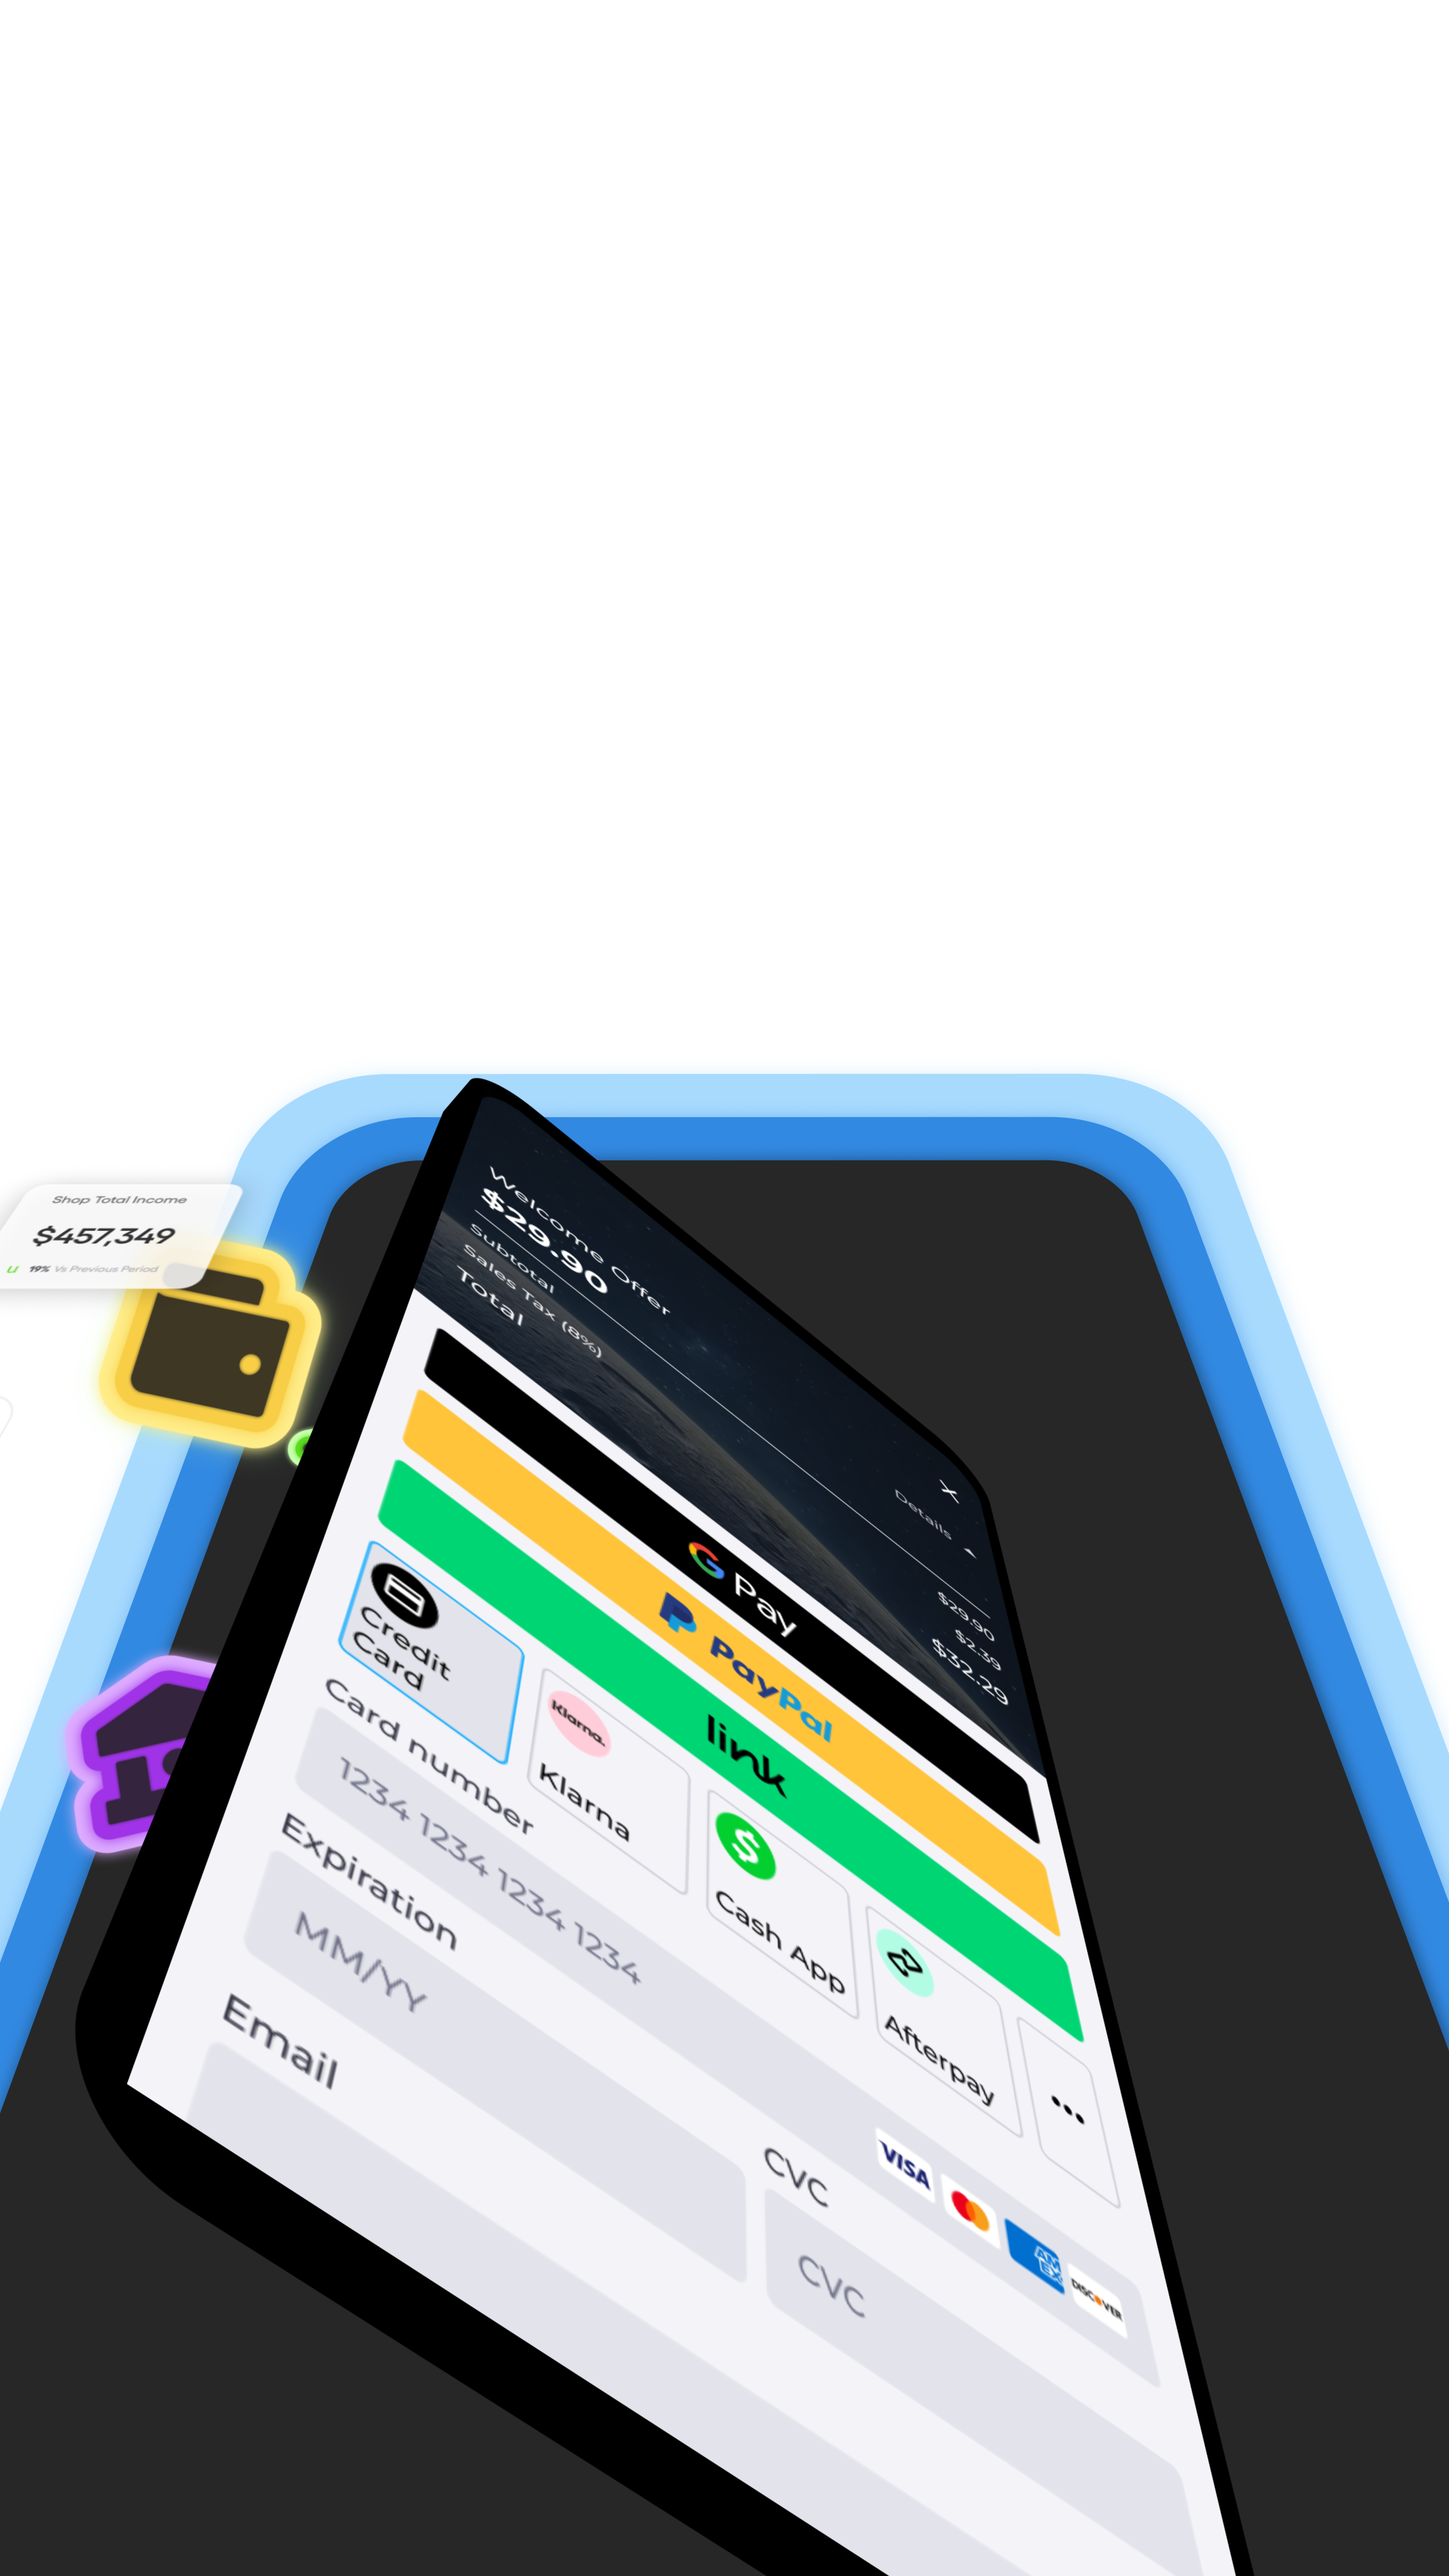 Shop Total Income
$457,349
19% Vs Previous Period
Welcome Offer
$29.90
Details
Subtotal $29.90
Sales Tax (8%) $2.39
Total $32.29
G Pay
PayPal
link
Credit
Card
Klarna.
Klarna
Cash App
Afterpay
Card number
1234 1234 1234 1234
VISA
AMEX
DISCOVER
Expiration
MM/YY
CVC
CVC
Email